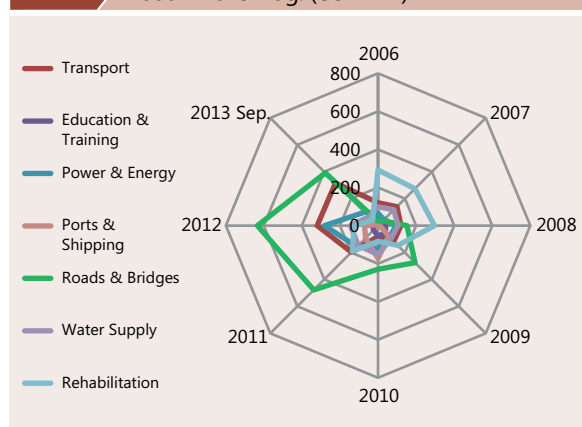 Transport
Education &
Training
Power & Energy
Ports &
Shipping
Roads & Bridges
Water Supply
Rehabilitation
2006
800
600
400
200
0
2007
2008
2009
2010
2011
2012
2013 Sep.